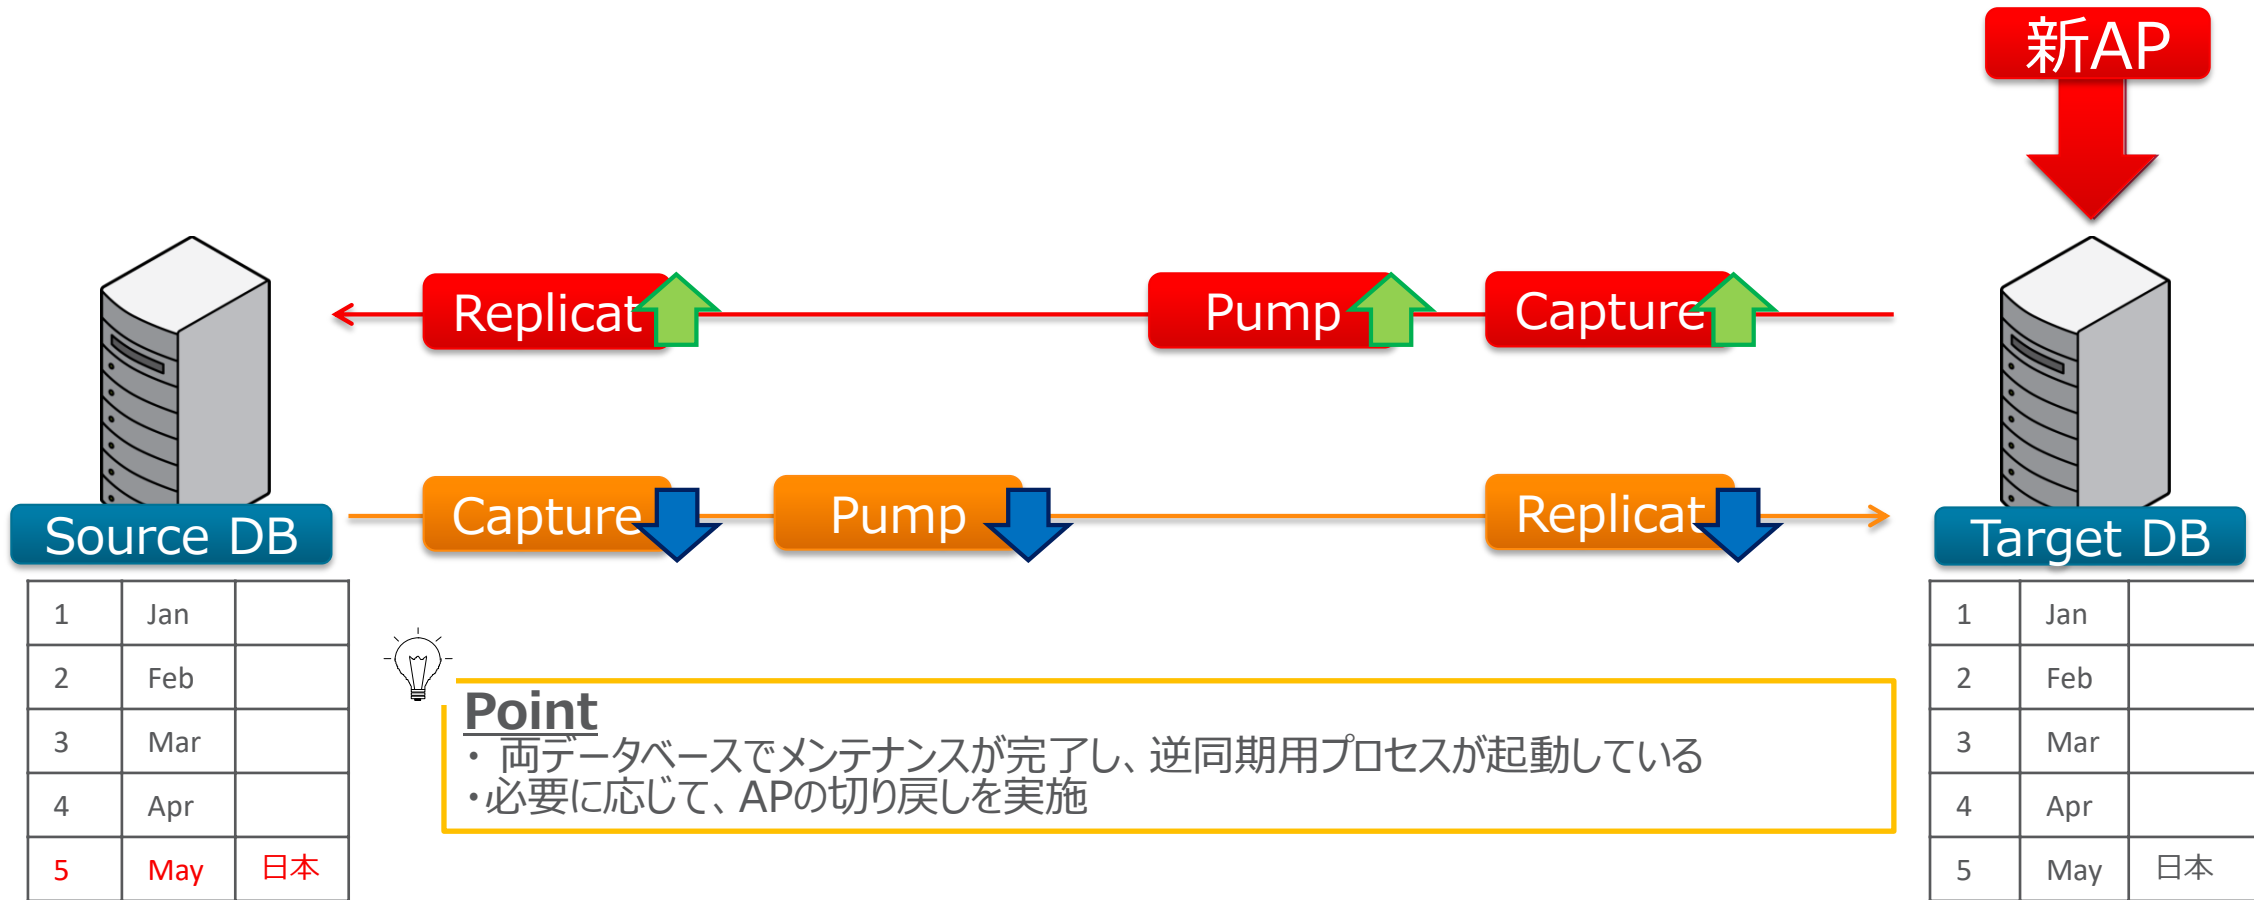 新AP
Replicat
Pump
Capture
Capture
Pump
Replicat
Source DB
Target DB
1 Jan
2 Feb
3 Mar
4 Apr
5 May 日本
Point
・ 両データベースでメンテナンスが完了し、逆同期用プロセスが起動している
・必要に応じて、APの切り戻しを実施
1 Jan
2 Feb
3 Mar
4 Apr
5 May 日本